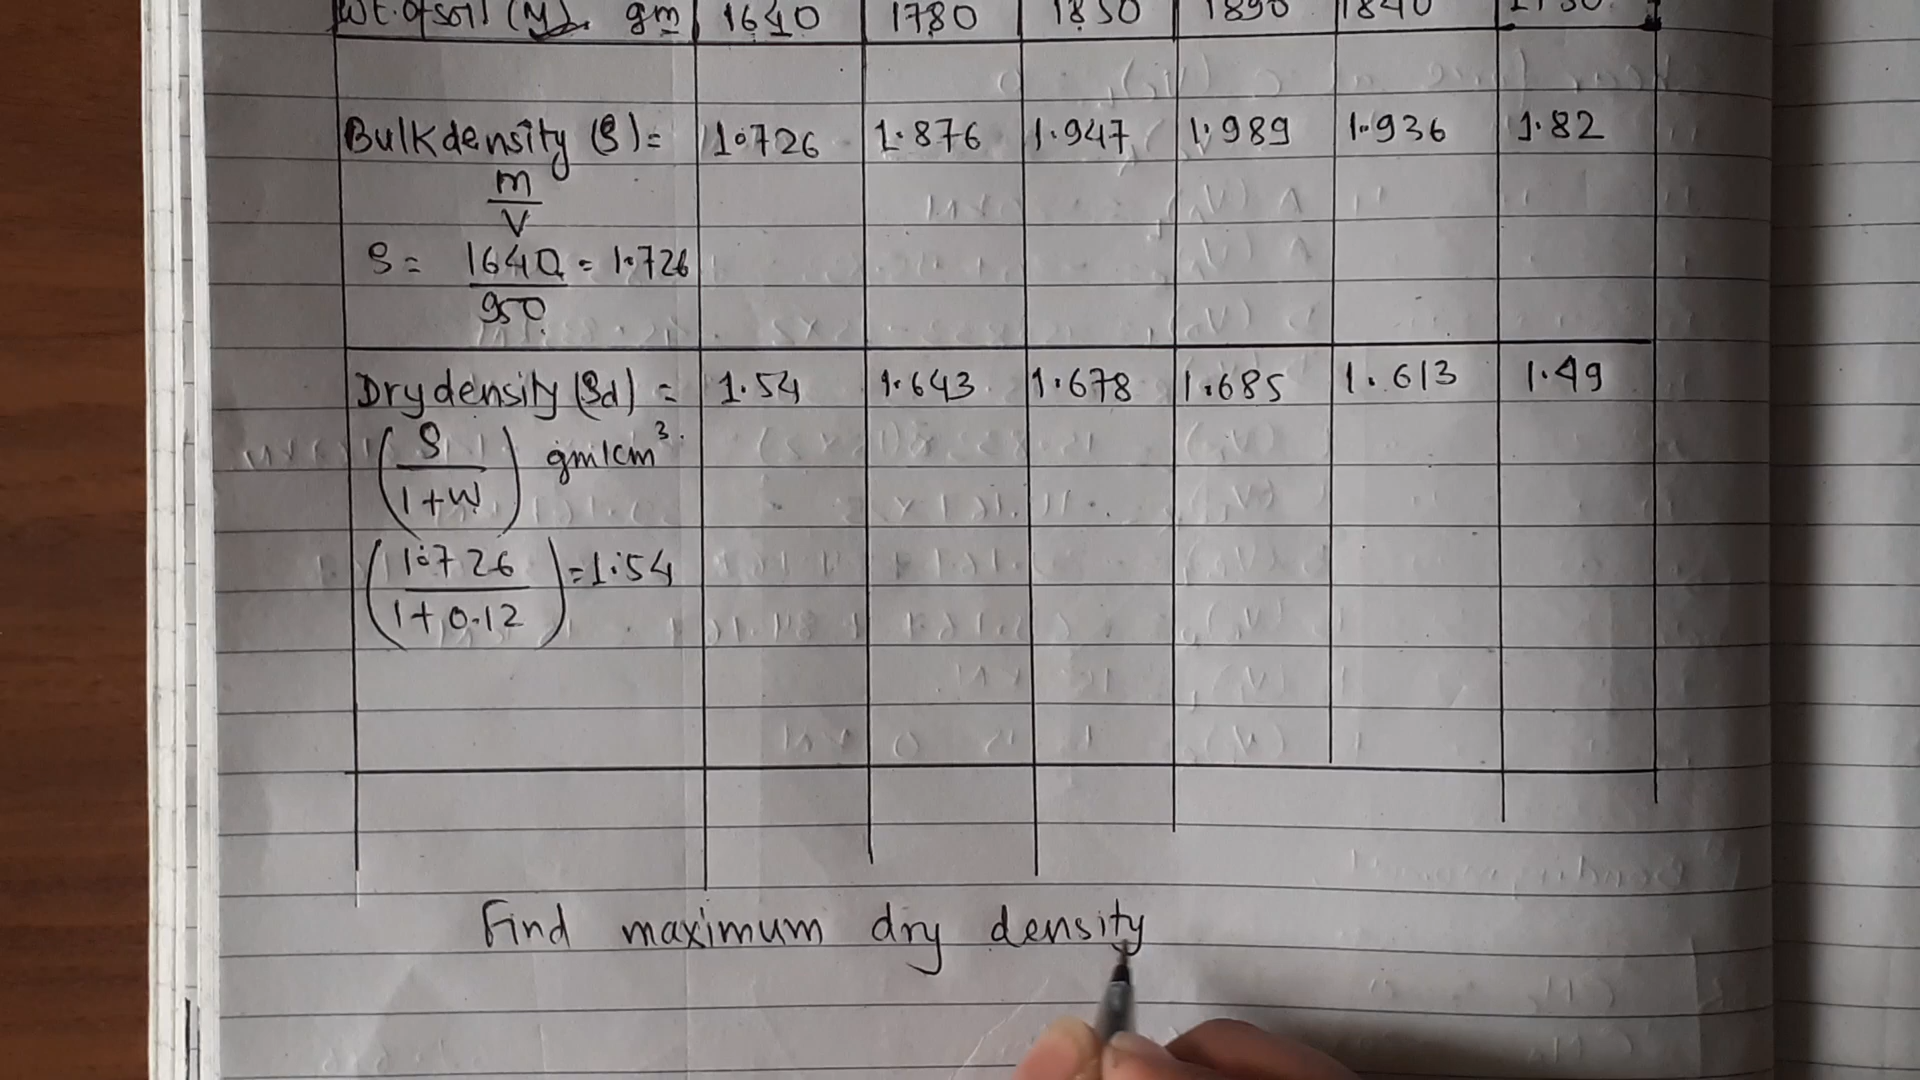 Wt. of soil (M) gm 1640 1780 1850 1890 1840 1730
Bulk density (ρ) = 1.726 1.876 1.947 1.989 1.936 1.82
m
V
ρ = 1640 = 1.726
950
Dry density (ρd) = 1.54 1.643 1.678 1.685 1.613 1.49
(ρ / 1+w) gm/cm³
(1.726 / 1+0.12) = 1.54
Find maximum dry density